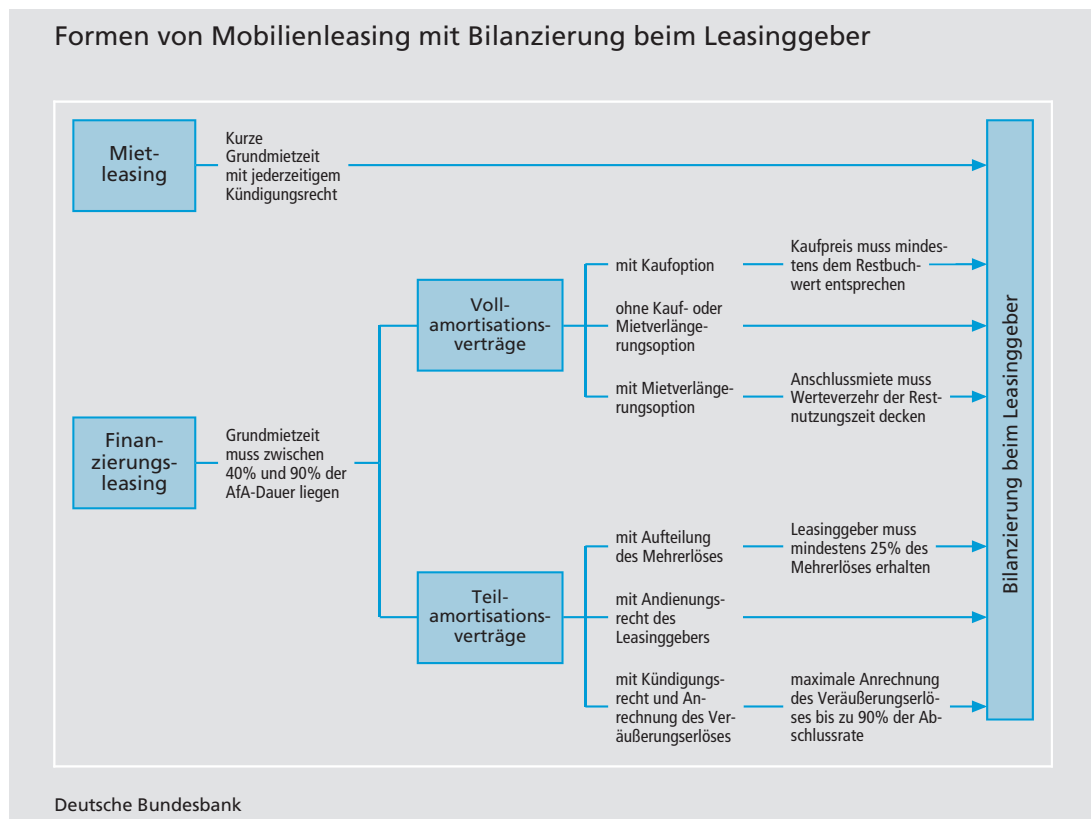 Formen von Mobilienleasing mit Bilanzierung beim Leasinggeber
Miet-
leasing
Kurze
Grundmietzeit
mit jederzeitigem
Kündigungsrecht
Finan-
zierungs-
leasing
Grundmietzeit
muss zwischen
40% und 90% der
AfA-Dauer liegen
Voll-
amortisations-
verträge
mit Kaufoption
Kaufpreis muss mindes-
tens dem Restbuch-
wert entsprechen
ohne Kauf- oder
Mietverlänge-
rungsoption
mit Mietverlänge-
rungsoption
Anschlussmiete muss
Werteverzehr der Rest-
nutzungszeit decken
Teil-
amortisations-
verträge
mit Aufteilung
des Mehrerlöses
Leasinggeber muss
mindestens 25% des
Mehrerlöses erhalten
mit Andienungs-
recht des
Leasinggebers
mit Kündigungs-
recht und An-
rechnung des Ver-
äußerungserlöses
maximale Anrechnung
des Veräußerungserlö-
ses bis zu 90% der Ab-
schlussrate
Bilanzierung beim Leasinggeber
Deutsche Bundesbank